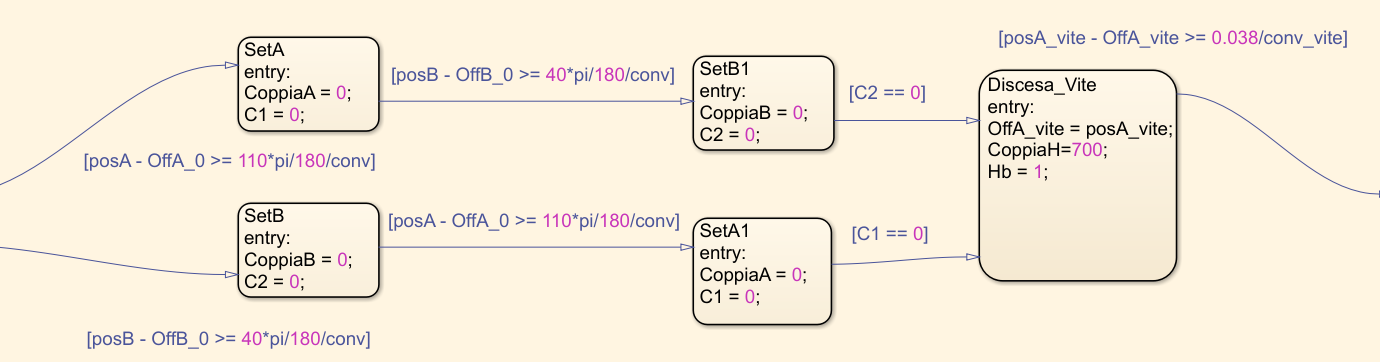 [posA_vite - OffA_vite >= 0.038/conv_vite]
SetA
entry:
CoppiaA = 0;
C1 = 0;
[posB - OffB_0 >= 40*pi/180/conv]
SetB1
entry:
CoppiaB = 0;
C2 = 0;
[C2 == 0]
Discesa_Vite
entry:
OffA_vite = posA_vite;
CoppiaH=700;
Hb = 1;
[posA - OffA_0 >= 110*pi/180/conv]
SetB
entry:
CoppiaB = 0;
C2 = 0;
[posA - OffA_0 >= 110*pi/180/conv]
SetA1
entry:
CoppiaA = 0;
C1 = 0;
[C1 == 0]
[posB - OffB_0 >= 40*pi/180/conv]